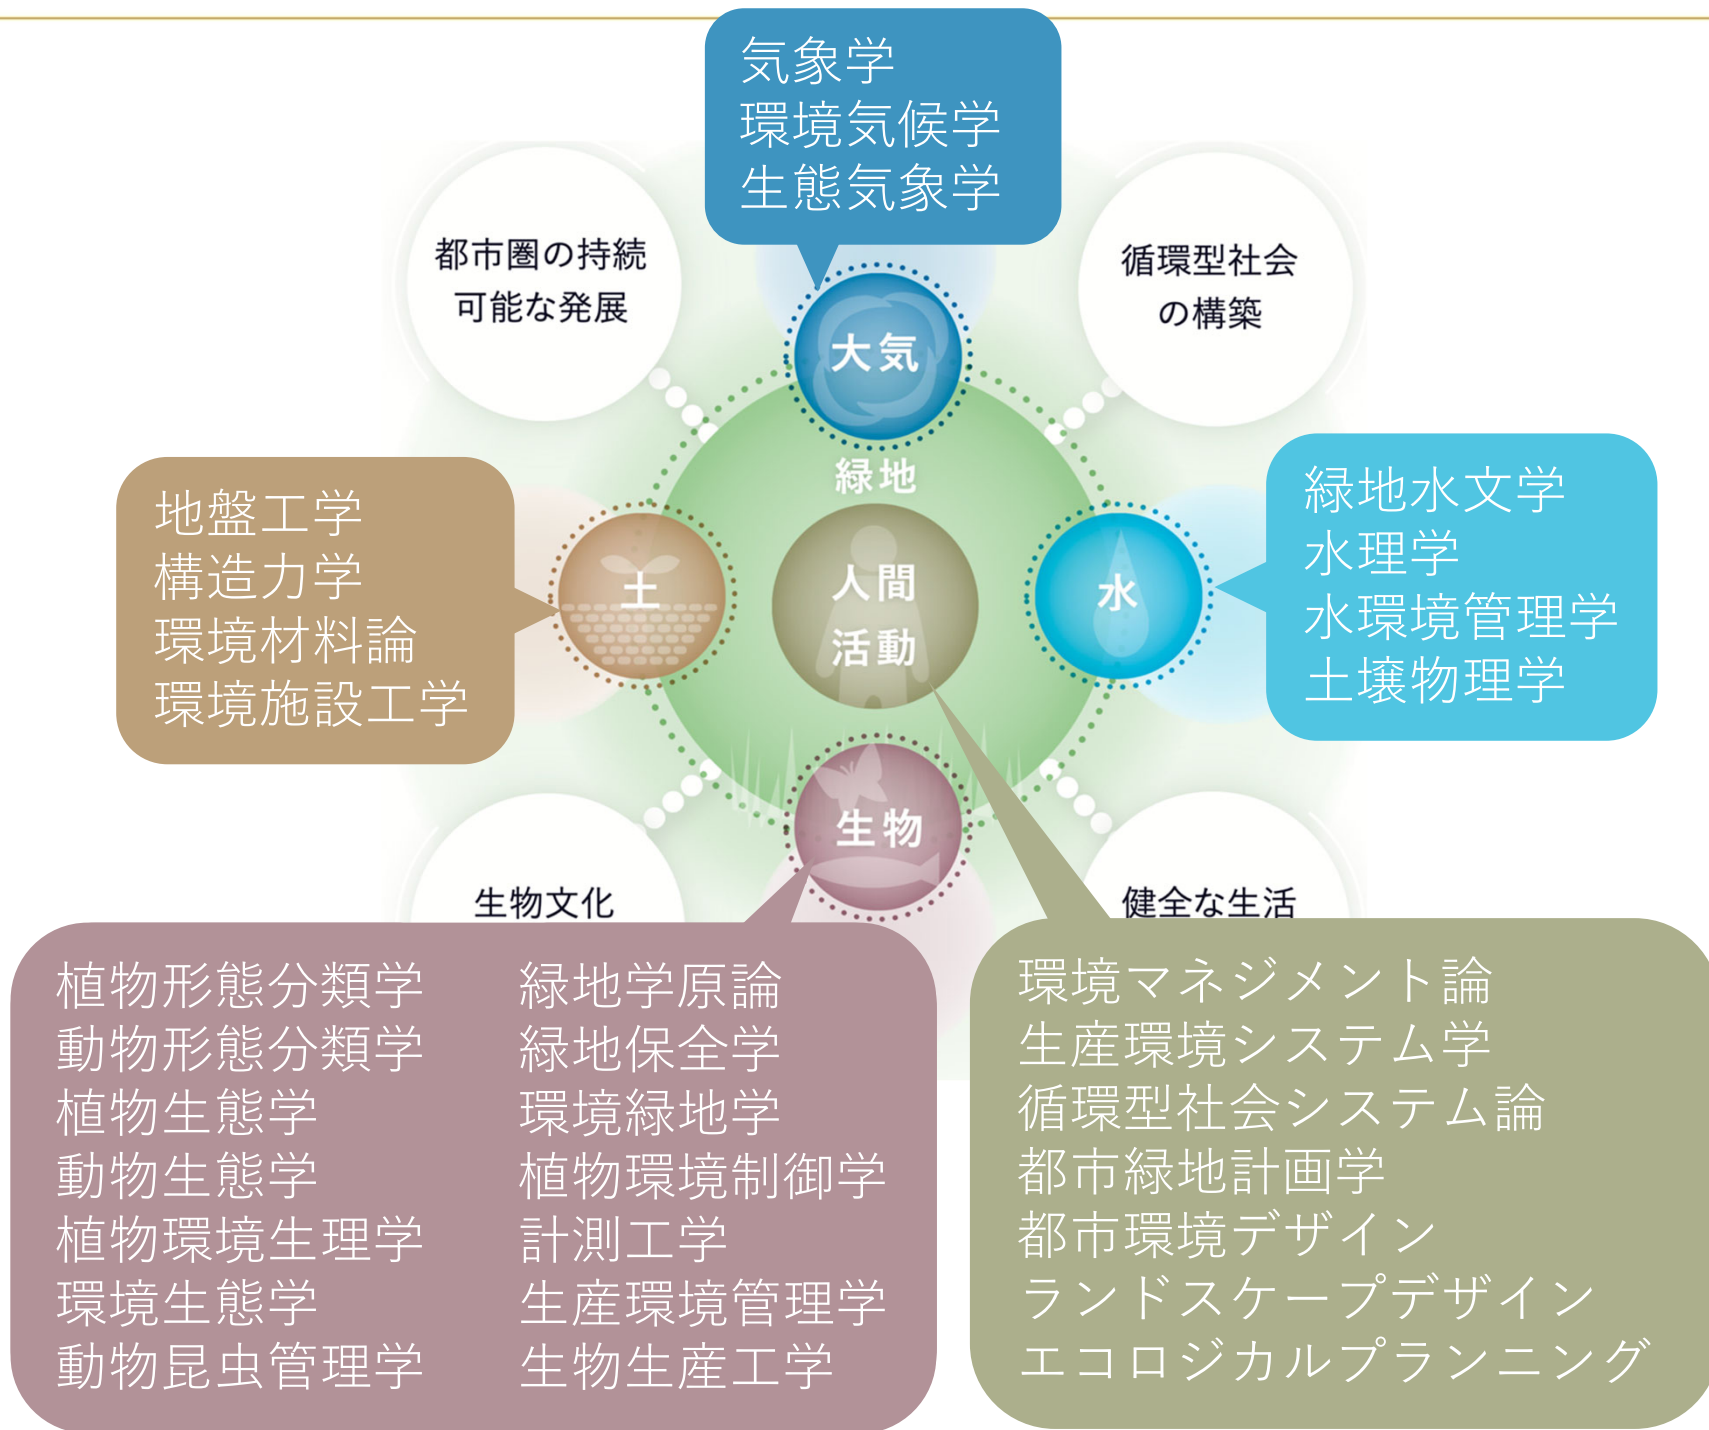 気象学
環境気候学
生態気象学
都市圏の持続
可能な発展
循環型社会
の構築
大気
緑地
地盤工学
構造力学
環境材料論
環境施設工学
土
人間
活動
水
緑地水文学
水理学
水環境管理学
土壌物理学
生物
生物文化
健全な生活
植物形態分類学
動物形態分類学
植物生態学
動物生態学
植物環境生理学
環境生態学
動物昆虫管理学
緑地学原論
緑地保全学
環境緑地学
植物環境制御学
計測工学
生産環境管理学
生物生産工学
環境マネジメント論
生産環境システム学
循環型社会システム論
都市緑地計画学
都市環境デザイン
ランドスケープデザイン
エコロジカルプランニング